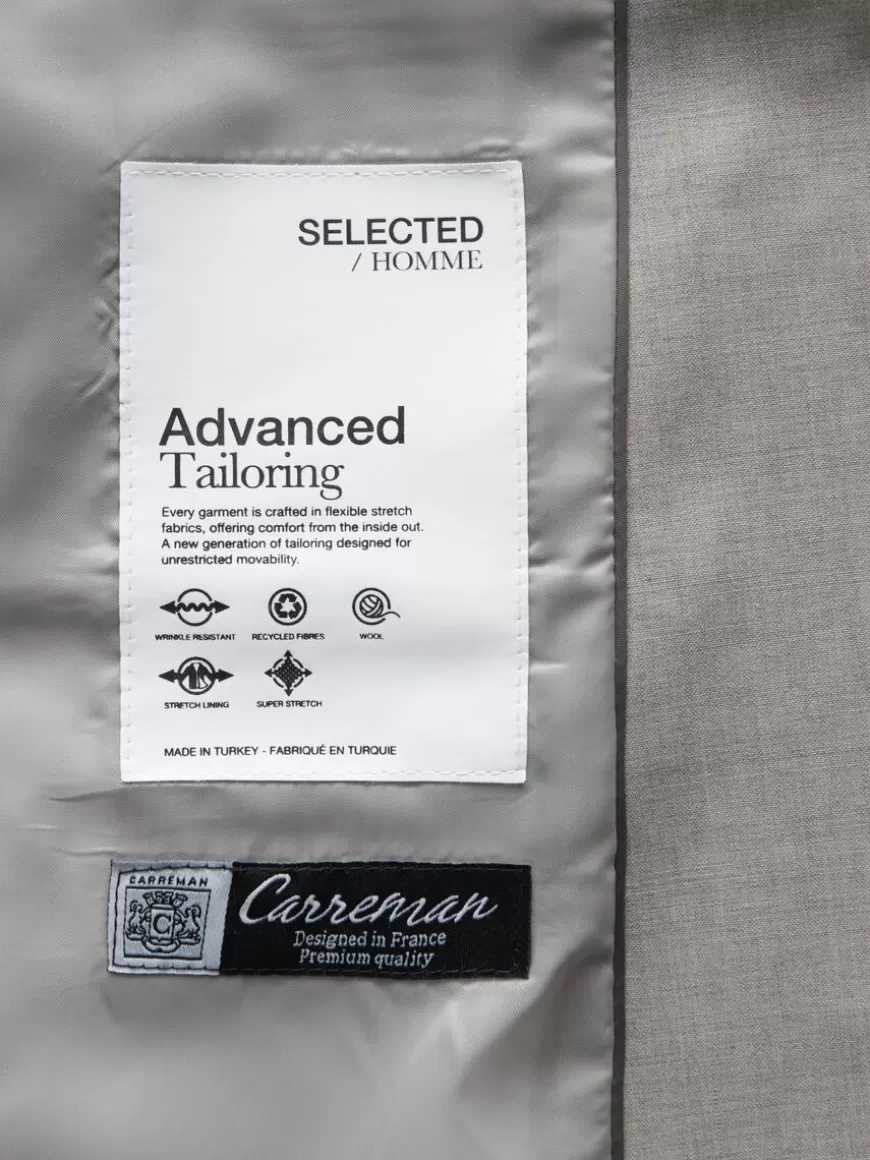 SELECTED
/ HOMME
Advanced
Tailoring
Every garment is crafted in flexible stretch
fabrics, offering comfort from the inside out.
A new generation of tailoring designed for
unrestricted movability.
WRINKLE RESISTANT RECYCLED FIBRES WOOL
STRETCH LINING SUPER STRETCH
MADE IN TURKEY - FABRIQUÉ EN TURQUIE
CARREMAN
C
Carreman
Designed in France
Premium quality